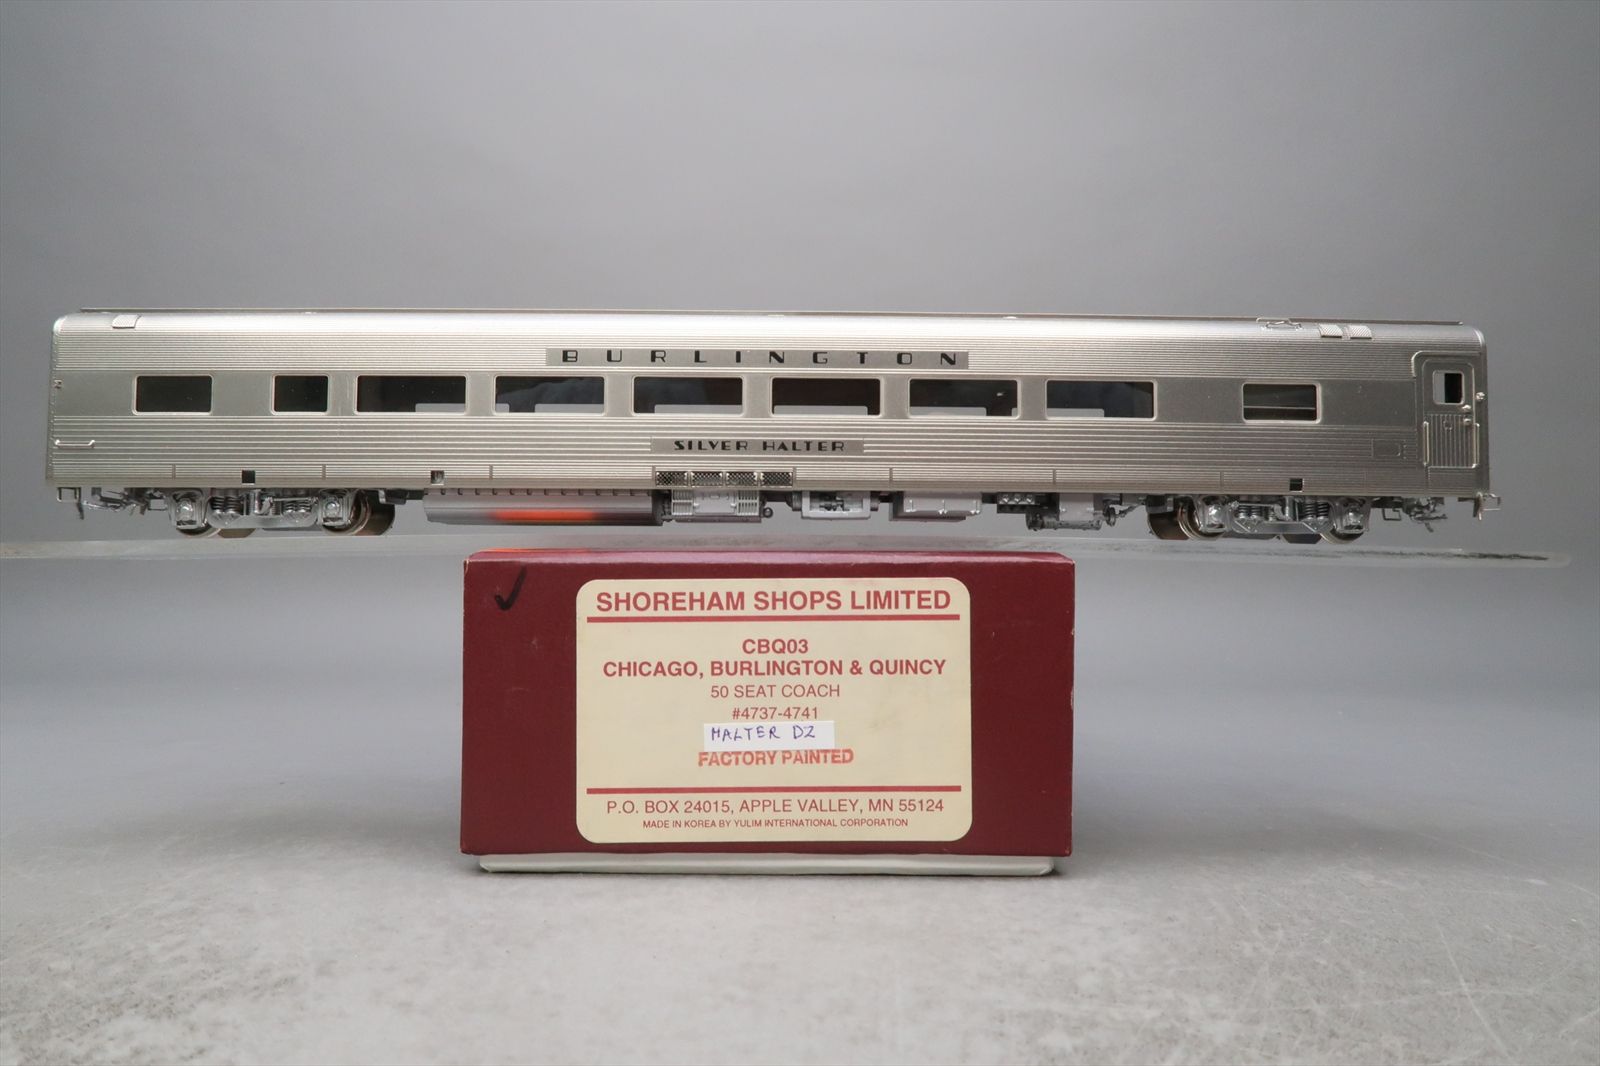 BURLINGTON
SILVER HALTER
SHOREHAM SHOPS LIMITED
CBQ03
CHICAGO, BURLINGTON & QUINCY
50 SEAT COACH
#4737-4741
HALTER DZ
FACTORY PAINTED
P.O. BOX 24015, APPLE VALLEY, MN 55124
MADE IN KOREA BY YULIM INTERNATIONAL CORPORATION